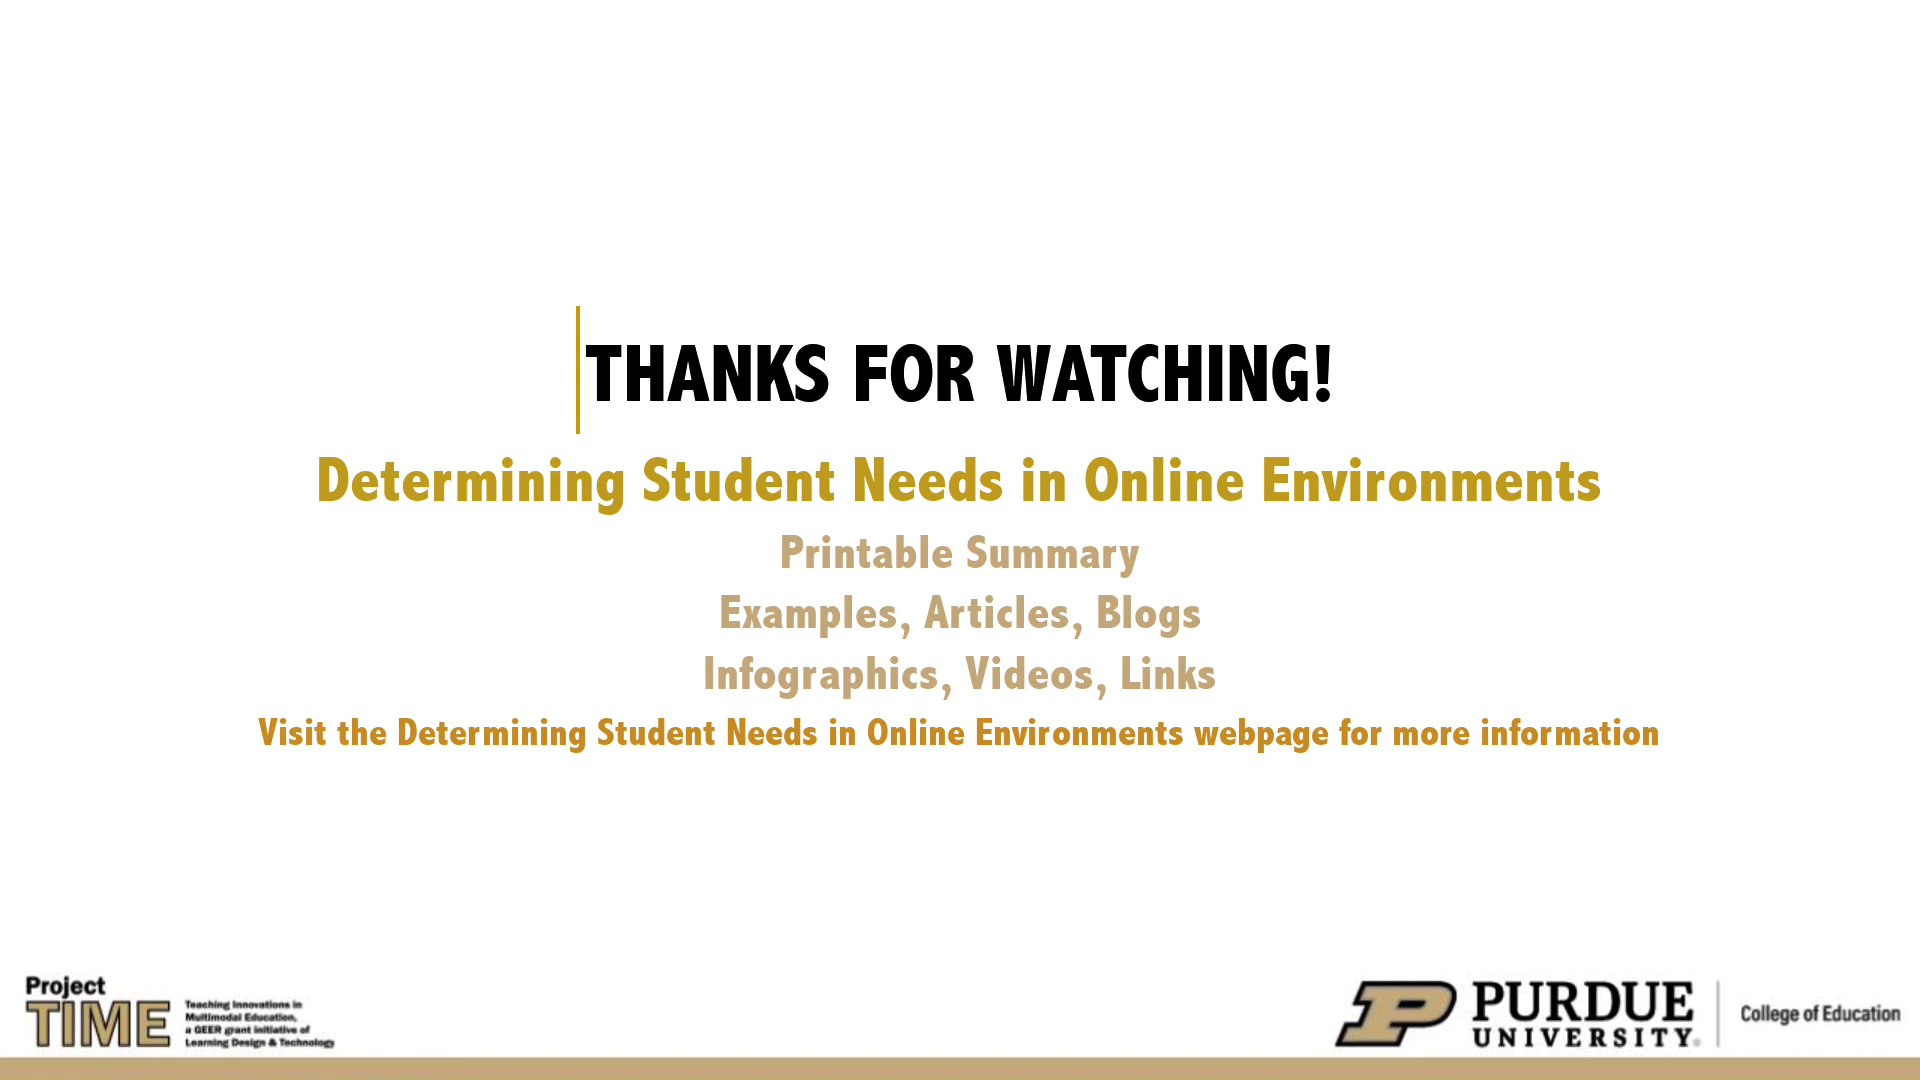 THANKS FOR WATCHING!
Determining Student Needs in Online Environments
Printable Summary
Examples, Articles, Blogs
Infographics, Videos, Links
Visit the Determining Student Needs in Online Environments webpage for more information
Project
TIME
Teaching Innovations in
Multimodal Education,
a GEER grant initiative of
Learning Design & Technology
PURDUE
UNIVERSITY®
College of Education